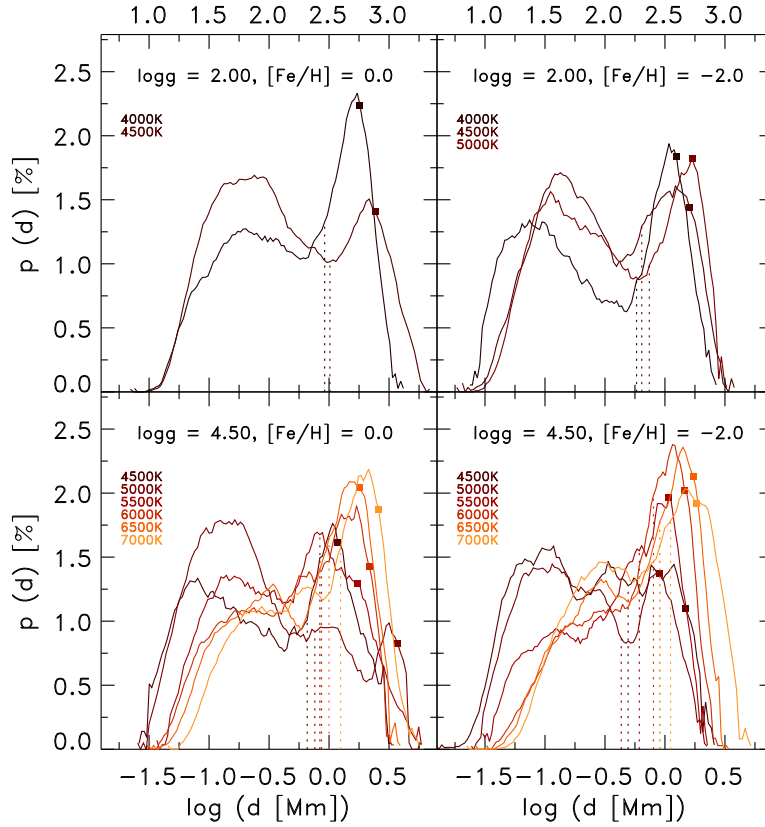 1.0 1.5 2.0 2.5 3.0 1.0 1.5 2.0 2.5 3.0
logg = 2.00, [Fe/H] = 0.0
4000K
4500K
logg = 2.00, [Fe/H] = −2.0
4000K
4500K
5000K
p (d) [%]
2.5
2.0
1.5
1.0
0.5
0.0
logg = 4.50, [Fe/H] = 0.0
4500K
5000K
5500K
6000K
6500K
7000K
logg = 4.50, [Fe/H] = −2.0
4500K
5000K
5500K
6000K
6500K
7000K
p (d) [%]
2.5
2.0
1.5
1.0
0.5
0.0
−1.5 −1.0 −0.5 0.0 0.5 −1.5 −1.0 −0.5 0.0 0.5
log (d [Mm]) log (d [Mm])